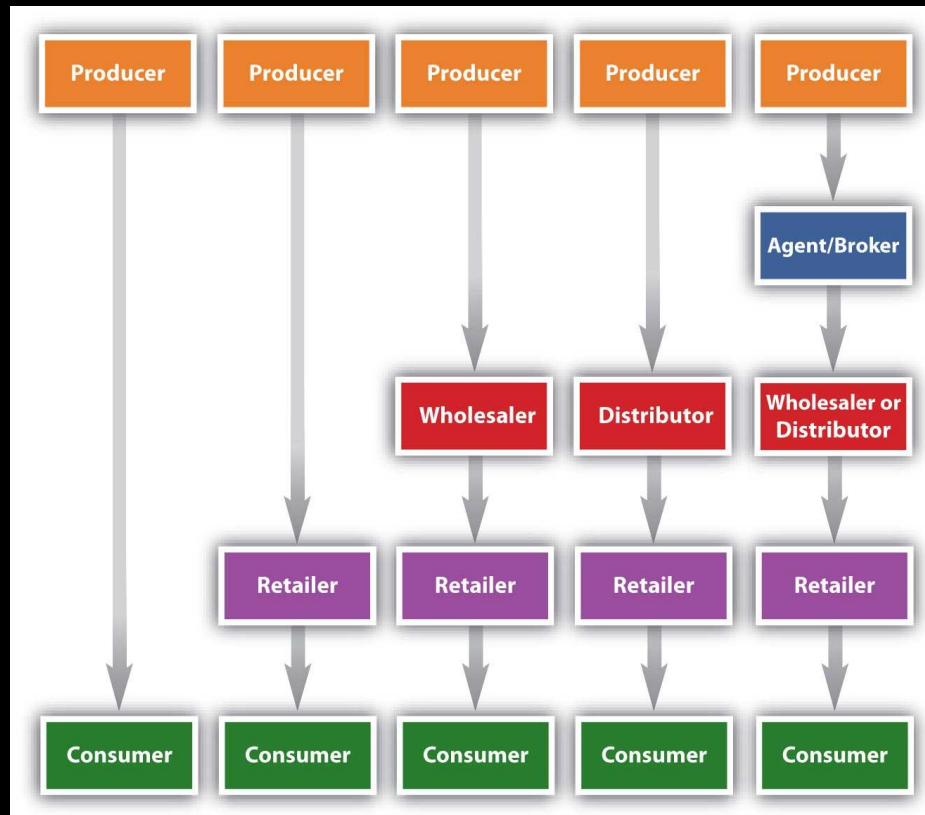 Producer
Producer
Producer
Producer
Producer
Agent/Broker
Wholesaler
Distributor
Wholesaler or
Distributor
Retailer
Retailer
Retailer
Retailer
Consumer
Consumer
Consumer
Consumer
Consumer